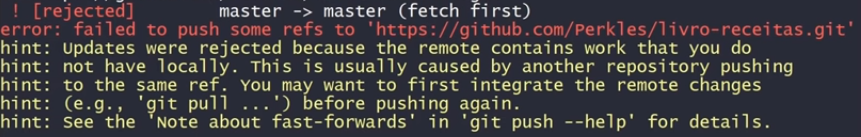 ! [rejected]        master -> master (fetch first)
error: failed to push some refs to 'https://github.com/Perkles/livro-receitas.git'
hint: Updates were rejected because the remote contains work that you do
hint: not have locally. This is usually caused by another repository pushing
hint: to the same ref. You may want to first integrate the remote changes
hint: (e.g., 'git pull ...') before pushing again.
hint: See the 'Note about fast-forwards' in 'git push --help' for details.